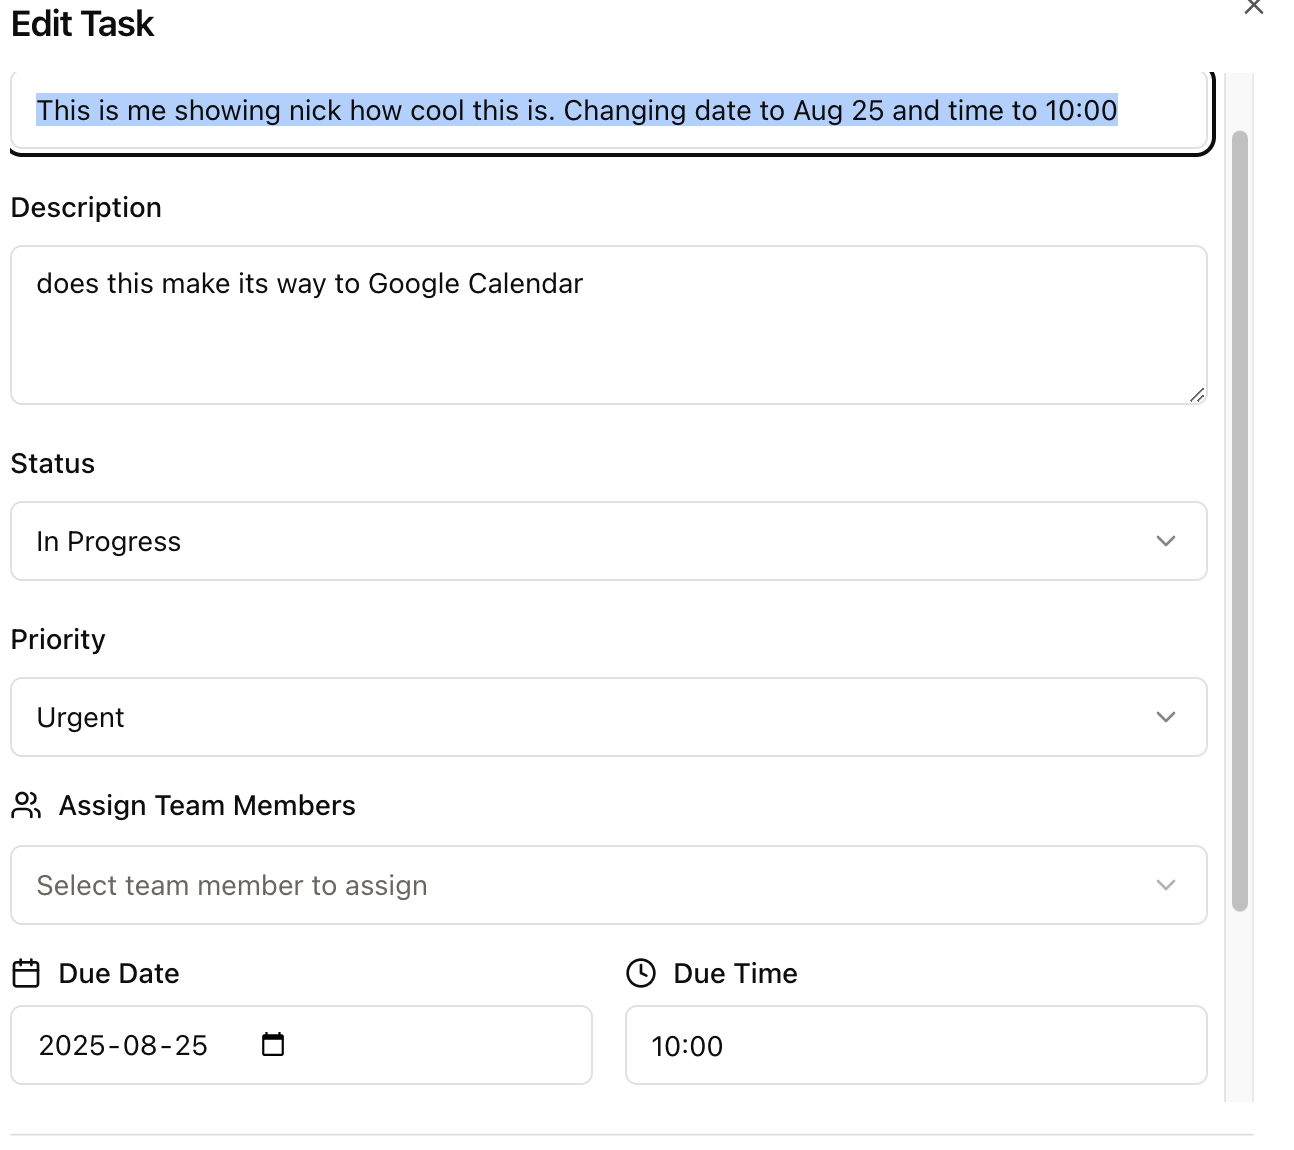 Edit Task
This is me showing nick how cool this is. Changing date to Aug 25 and time to 10:00
Description
does this make its way to Google Calendar
Status
In Progress
Priority
Urgent
Assign Team Members
Select team member to assign
Due Date
Due Time
2025-08-25
10:00